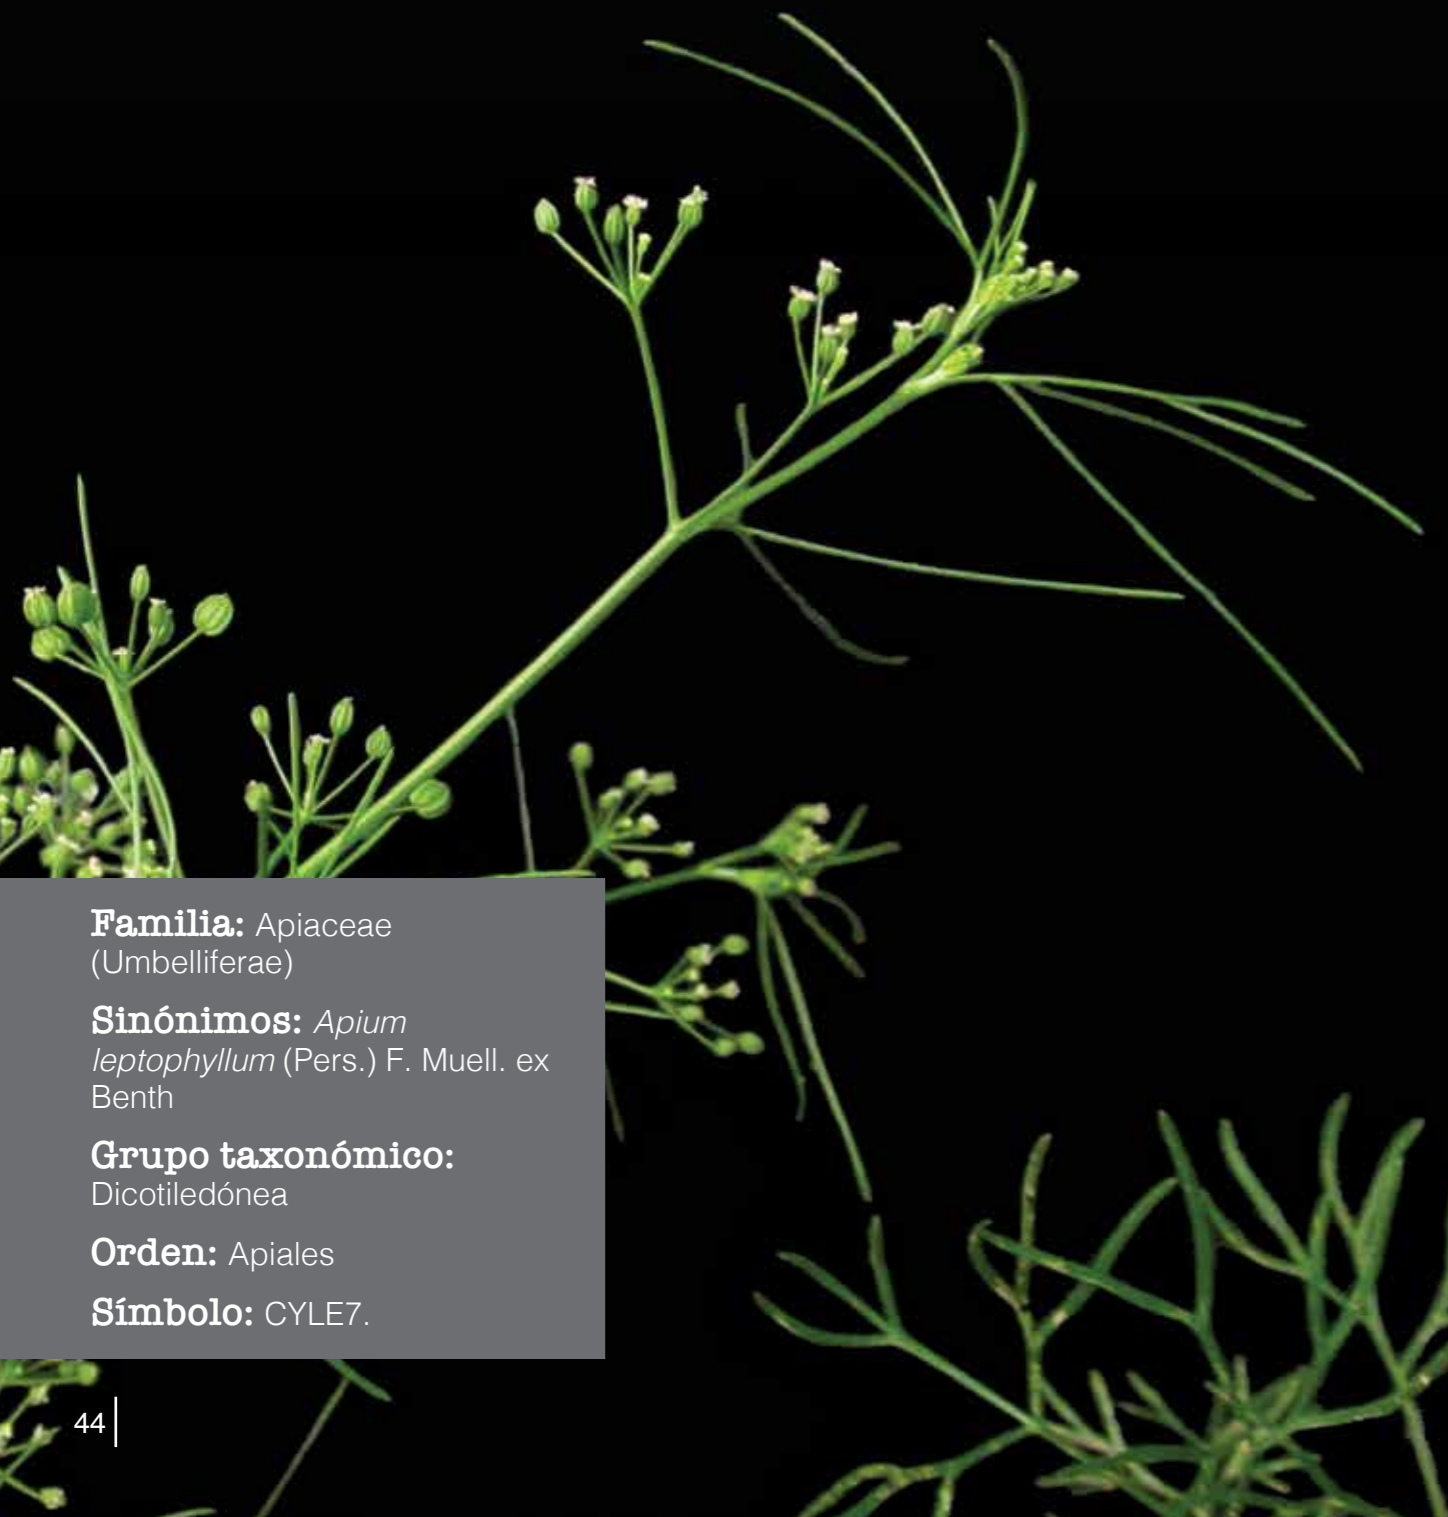 Familia: Apiaceae
(Umbelliferae)
Sinónimos: Apium
leptophyllum (Pers.) F. Muell. ex
Benth
Grupo taxonómico:
Dicotiledónea
Orden: Apiales
Símbolo: CYLE7.
44